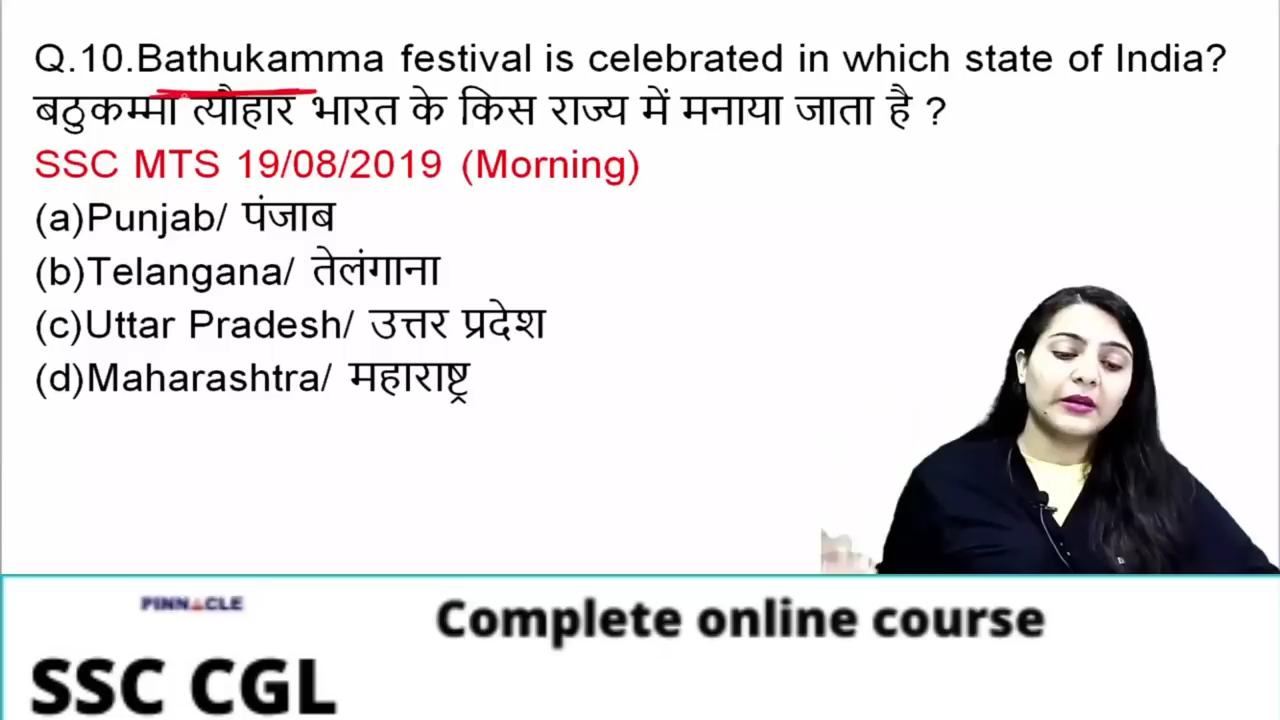 Q.10.Bathukamma festival is celebrated in which state of India?
बठुकम्मा त्यौहार भारत के किस राज्य में मनाया जाता है ?
SSC MTS 19/08/2019 (Morning)
(a)Punjab/ पंजाब
(b)Telangana/ तेलंगाना
(c)Uttar Pradesh/ उत्तर प्रदेश
(d)Maharashtra/ महाराष्ट्र
PINNACLE
Complete online course
SSC CGL